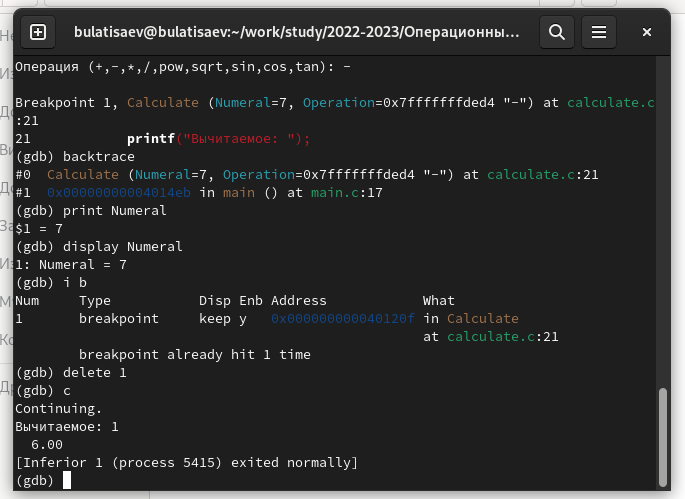 bulatisaev@bulatisaev:~/work/study/2022-2023/Операционны...
Операция (+,-,*,/,pow,sqrt,sin,cos,tan): -
Breakpoint 1, Calculate (Numeral=7, Operation=0x7fffffffded4 "-") at calculate.c
:21
21 printf("Вычитаемое: ");
(gdb) backtrace
#0 Calculate (Numeral=7, Operation=0x7fffffffded4 "-") at calculate.c:21
#1 0x00000000004014eb in main () at main.c:17
(gdb) print Numeral
$1 = 7
(gdb) display Numeral
1: Numeral = 7
(gdb) i b
Num Type Disp Enb Address What
1 breakpoint keep y 0x000000000040120f in Calculate
at calculate.c:21
breakpoint already hit 1 time
(gdb) delete 1
(gdb) c
Continuing.
Вычитаемое: 1
6.00
[Inferior 1 (process 5415) exited normally]
(gdb)